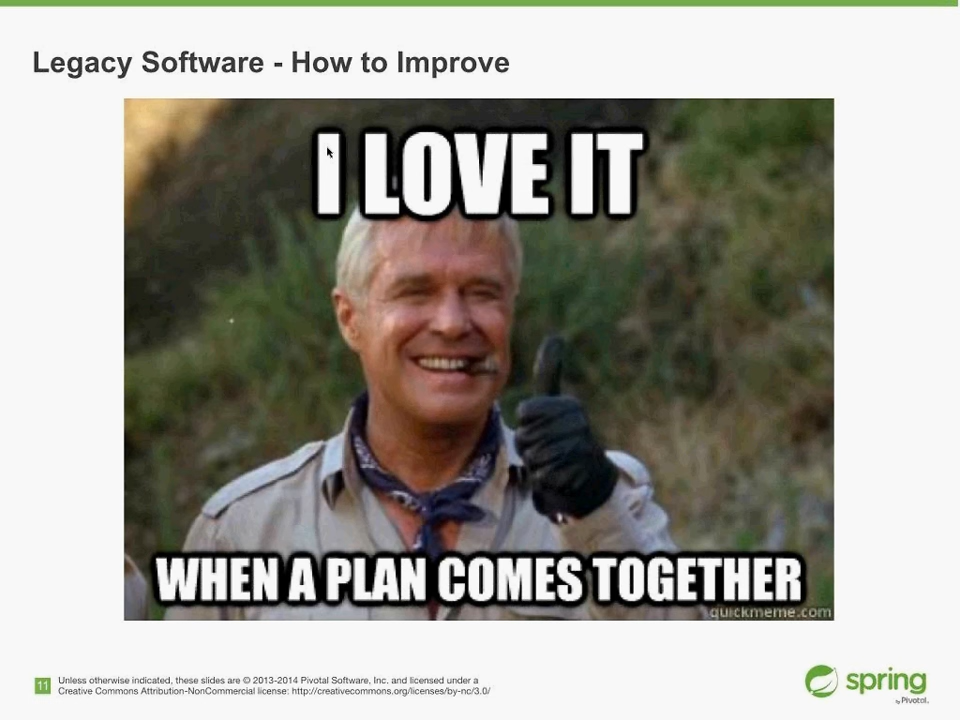 Legacy Software - How to Improve
I LOVE IT
WHEN A PLAN COMES TOGETHER
quickmeme.com
11
Unless otherwise indicated, these slides are © 2013-2014 Pivotal Software, Inc. and licensed under a
Creative Commons Attribution-NonCommercial license: http://creativecommons.org/licenses/by-nc/3.0/
spring
by Pivotal.